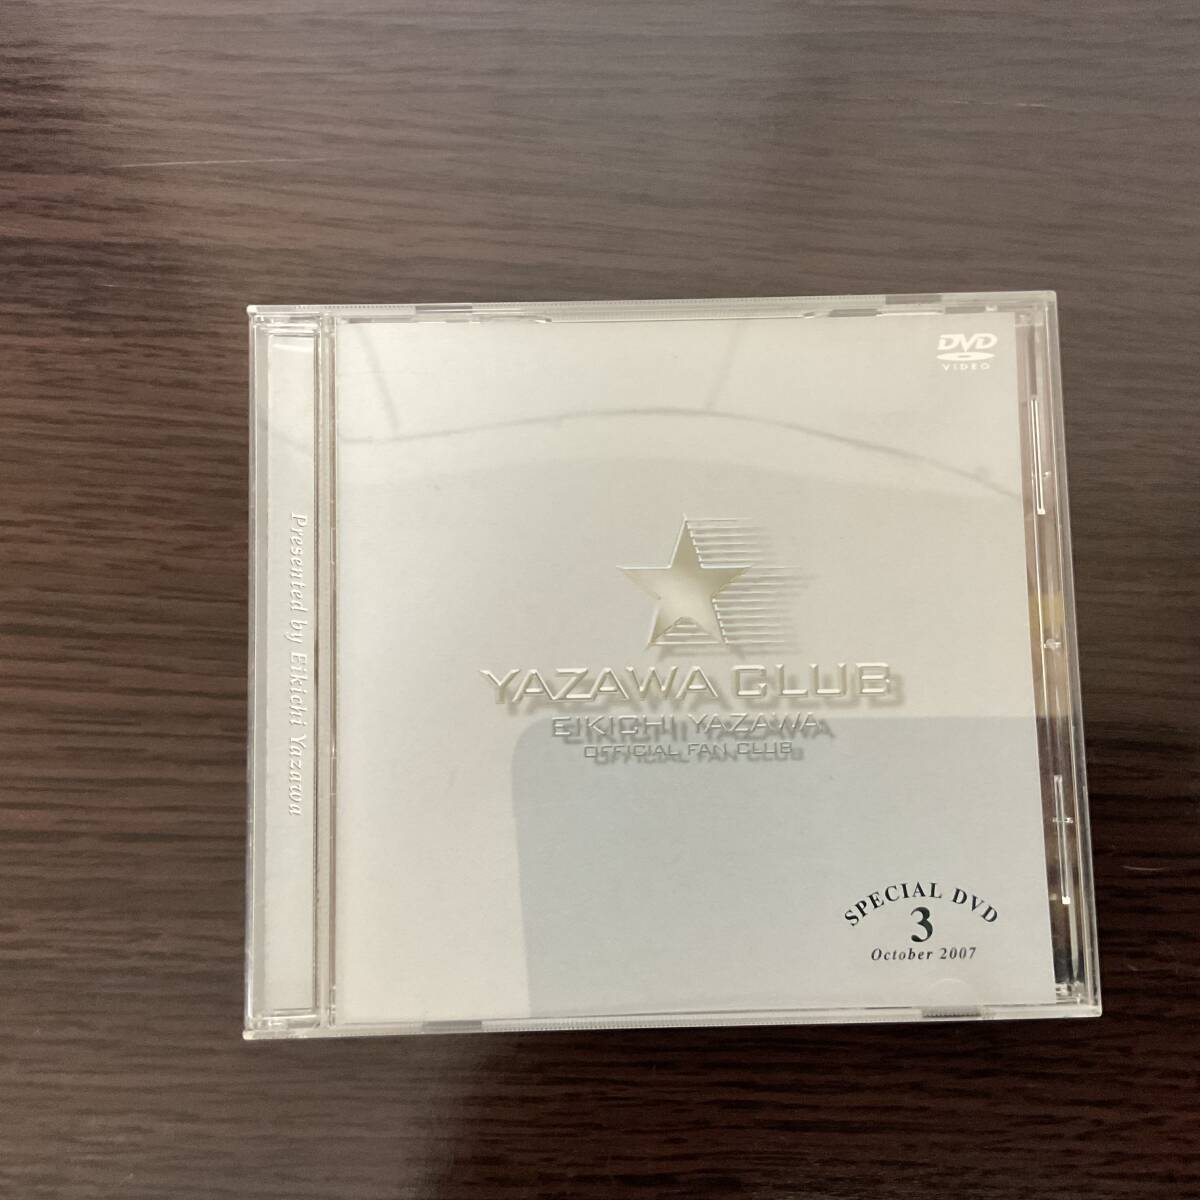 DVD
VIDEO
YAZAWA CLUB
EIKICHI YAZAWA
OFFICIAL FAN CLUB
SPECIAL DVD
3
October 2007
Presented by Eikichi Yazawa